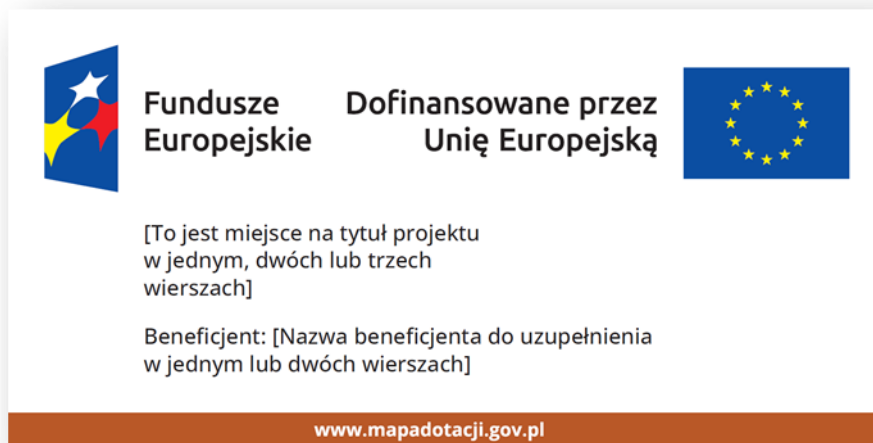 Fundusze
Europejskie
Dofinansowane przez
Unię Europejską
[To jest miejsce na tytuł projektu
w jednym, dwóch lub trzech
wierszach]
Beneficjent: [Nazwa beneficjenta do uzupełnienia
w jednym lub dwóch wierszach]
www.mapadotacji.gov.pl